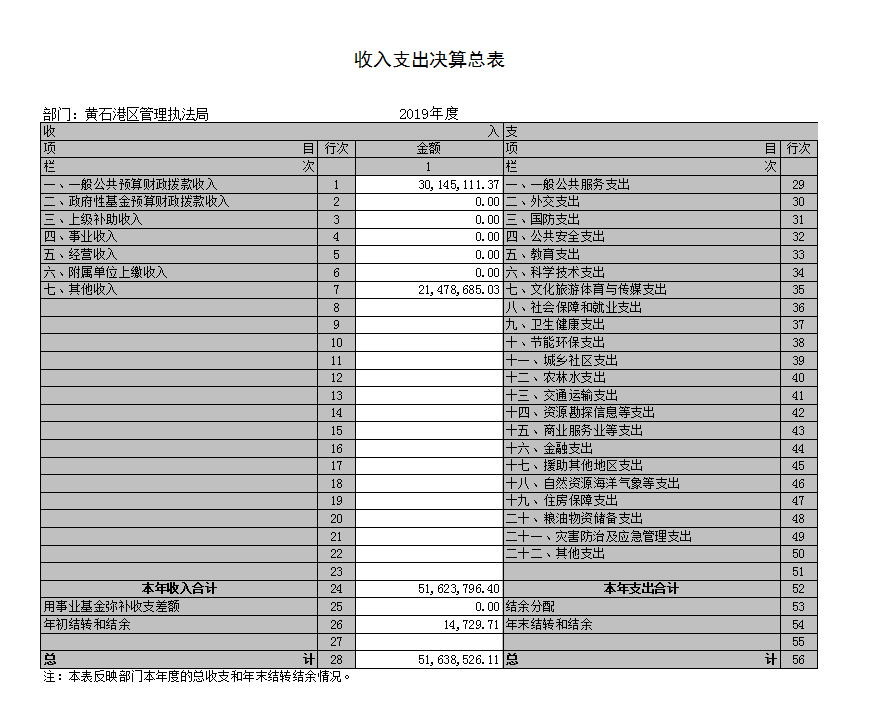 收入支出决算总表
部门：黄石港区管理执法局 2019年度
收 入 支
项 目 行次 金额 项 目 行次
栏 次 1 栏 次
一、一般公共预算财政拨款收入 1 30,145,111.37 一、一般公共服务支出 29
二、政府性基金预算财政拨款收入 2 0.00 二、外交支出 30
三、上级补助收入 3 0.00 三、国防支出 31
四、事业收入 4 0.00 四、公共安全支出 32
五、经营收入 5 0.00 五、教育支出 33
六、附属单位上缴收入 6 0.00 六、科学技术支出 34
七、其他收入 7 21,478,685.03 七、文化旅游体育与传媒支出 35
8 八、社会保障和就业支出 36
9 九、卫生健康支出 37
10 十、节能环保支出 38
11 十一、城乡社区支出 39
12 十二、农林水支出 40
13 十三、交通运输支出 41
14 十四、资源勘探信息等支出 42
15 十五、商业服务业等支出 43
16 十六、金融支出 44
17 十七、援助其他地区支出 45
18 十八、自然资源海洋气象等支出 46
19 十九、住房保障支出 47
20 二十、粮油物资储备支出 48
21 二十一、灾害防治及应急管理支出 49
22 二十二、其他支出 50
23 51
本年收入合计 24 51,623,796.40 本年支出合计 52
用事业基金弥补收支差额 25 0.00 结余分配 53
年初结转和结余 26 14,729.71 年末结转和结余 54
27 55
总 计 28 51,638,526.11 总 计 56
注：本表反映部门本年度的总收支和年末结转结余情况。